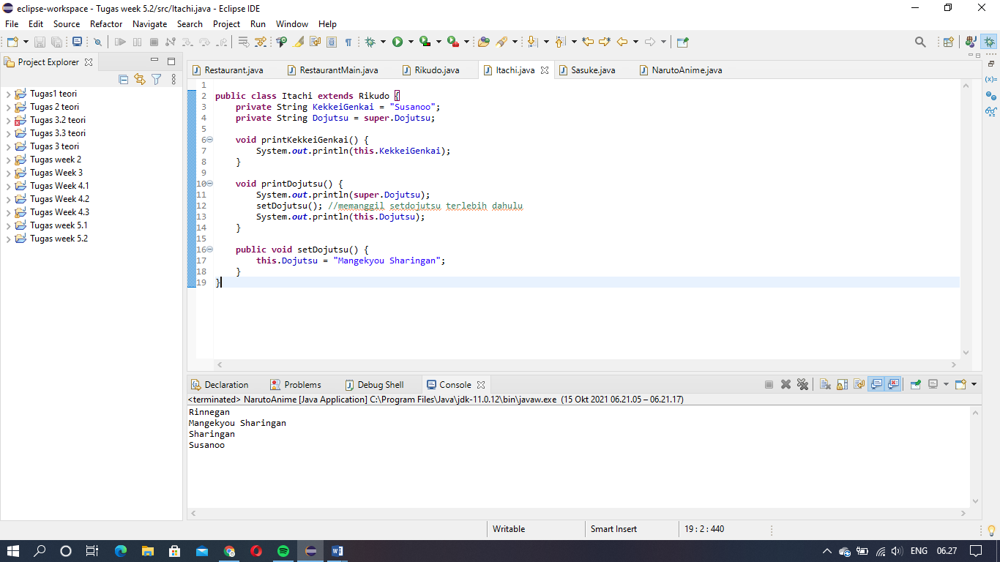 eclipse-workspace - Tugas week 5.2/src/Itachi.java - Eclipse IDE
File Edit Source Refactor Navigate Search Project Run Window Help
Project Explorer
Tugas1 teori
Tugas 2 teori
Tugas 3.2 teori
Tugas 3.3 teori
Tugas 3 teori
Tugas week 2
Tugas Week 3
Tugas Week 4.1
Tugas Week 4.2
Tugas Week 4.3
Tugas week 5.1
Tugas week 5.2
Restaurant.java RestaurantMain.java Rikudo.java Itachi.java Sasuke.java NarutoAnime.java
1
2 public class Itachi extends Rikudo {
3 private String KekkeiGenkai = "Susanoo";
4 private String Dojutsu = super.Dojutsu;
5
6 void printKekkeiGenkai() {
7 System.out.println(this.KekkeiGenkai);
8 }
9
10 void printDojutsu() {
11 System.out.println(super.Dojutsu);
12 setDojutsu(); //memanggil setdojutsu terlebih dahulu
13 System.out.println(this.Dojutsu);
14 }
15
16 public void setDojutsu() {
17 this.Dojutsu = "Mangekyou Sharingan";
18 }
19 }
Declaration Problems Debug Shell Console
<terminated> NarutoAnime [Java Application] C:\Program Files\Java\jdk-11.0.12\bin\javaw.exe (15 Okt 2021 06.21.05 – 06.21.17)
Rinnegan
Mangekyou Sharingan
Sharingan
Susanoo
Writable Smart Insert 19 : 2 : 440
ENG 06.27